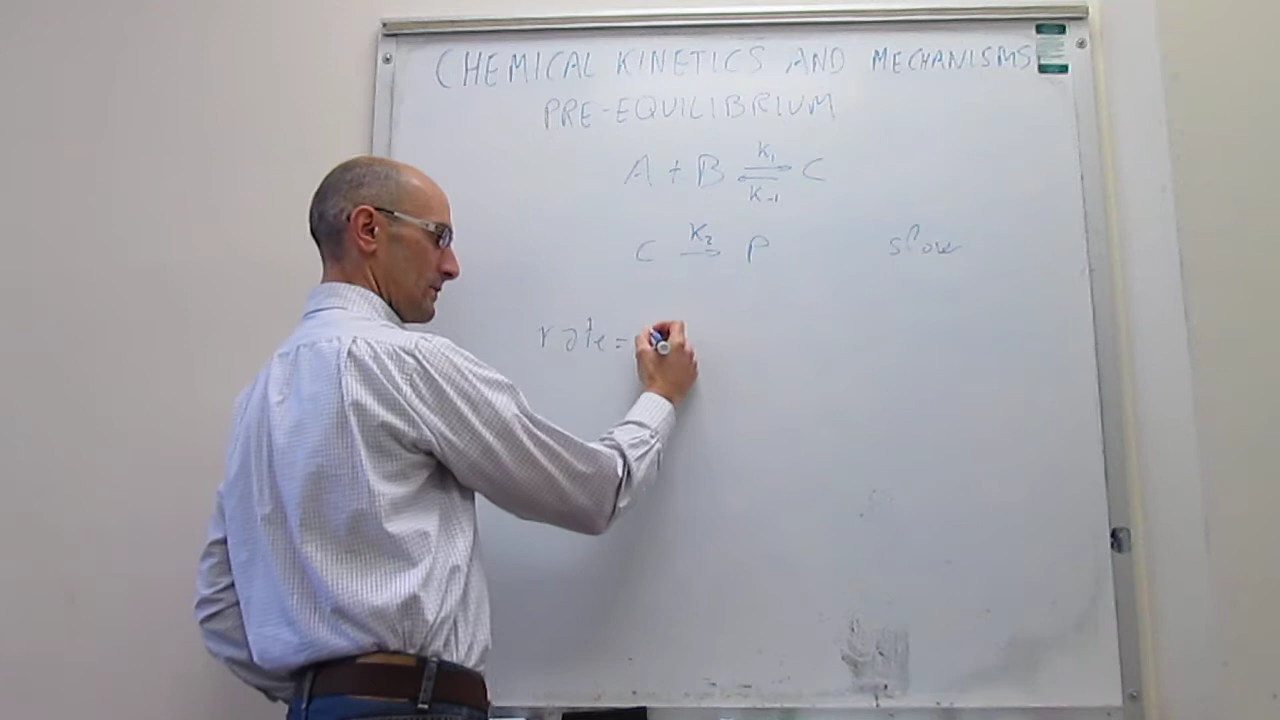 CHEMICAL KINETICS AND MECHANISMS
PRE-EQUILIBRIUM
A + B ⇌ C
K₁
K₋₁
C → P slow
K₂
rate =